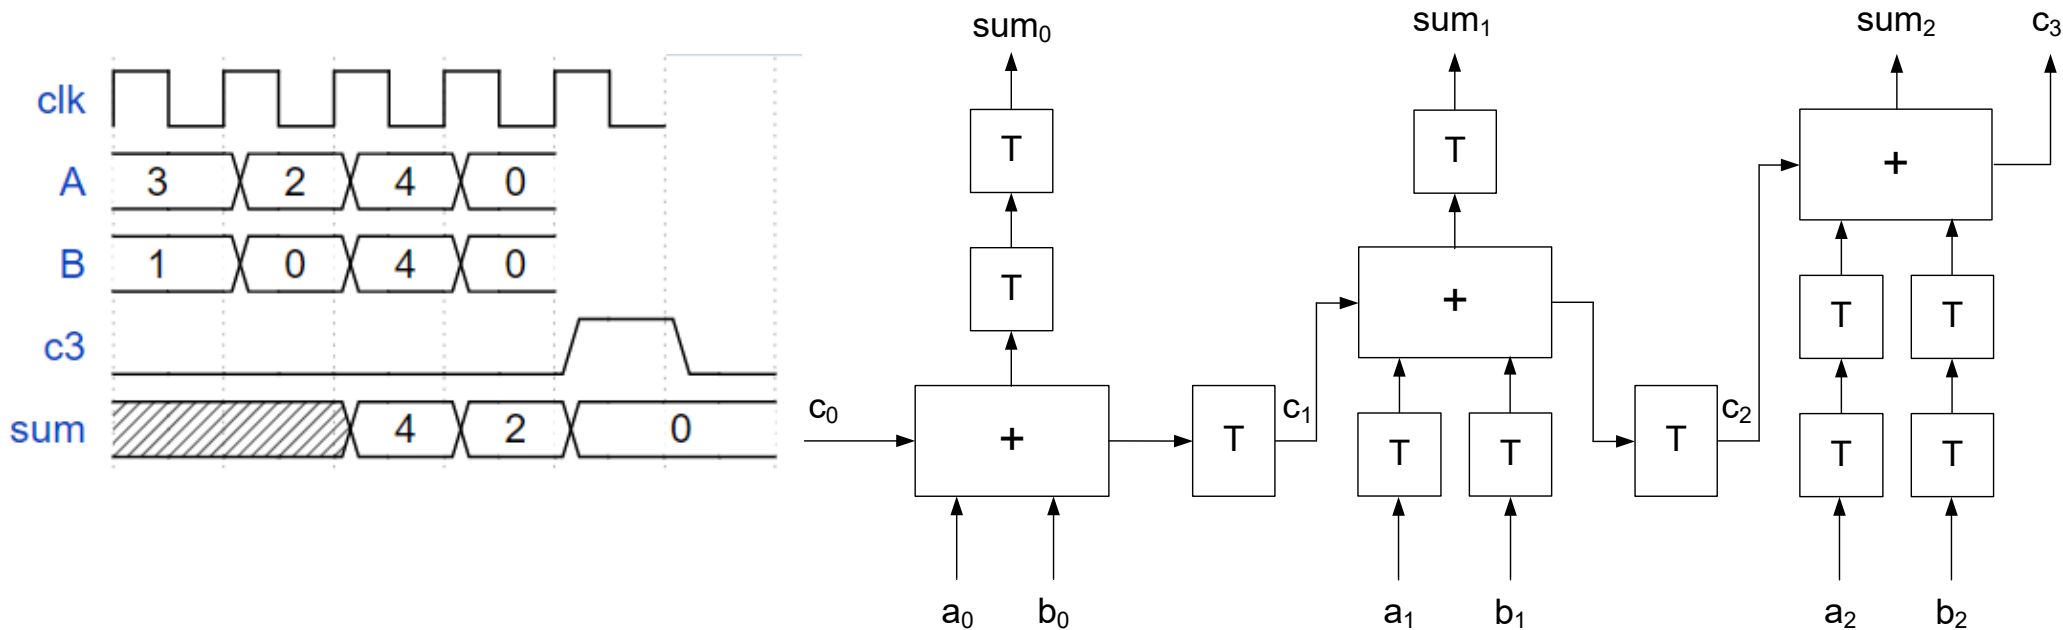 clk
A 3 2 4 0
B 1 0 4 0
c3
sum 4 2 0
sum₀ sum₁ sum₂ c₃
T T +
T + T T
c₀ + T c₁ T T T c₂ T T
a₀ b₀ a₁ b₁ a₂ b₂